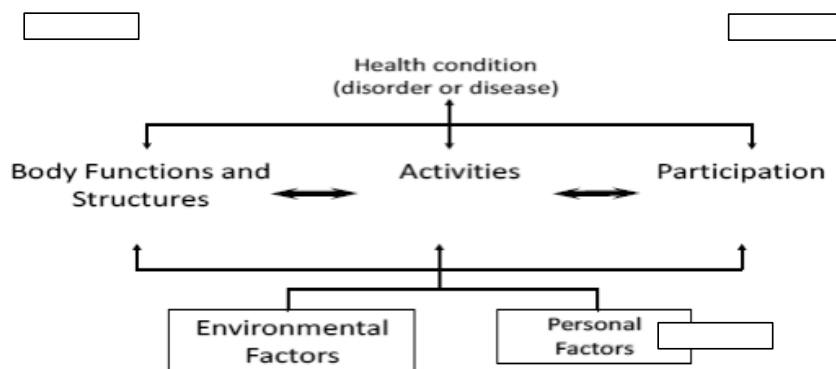 Health condition
(disorder or disease)
Body Functions and
Structures
Activities
Participation
Environmental
Factors
Personal
Factors